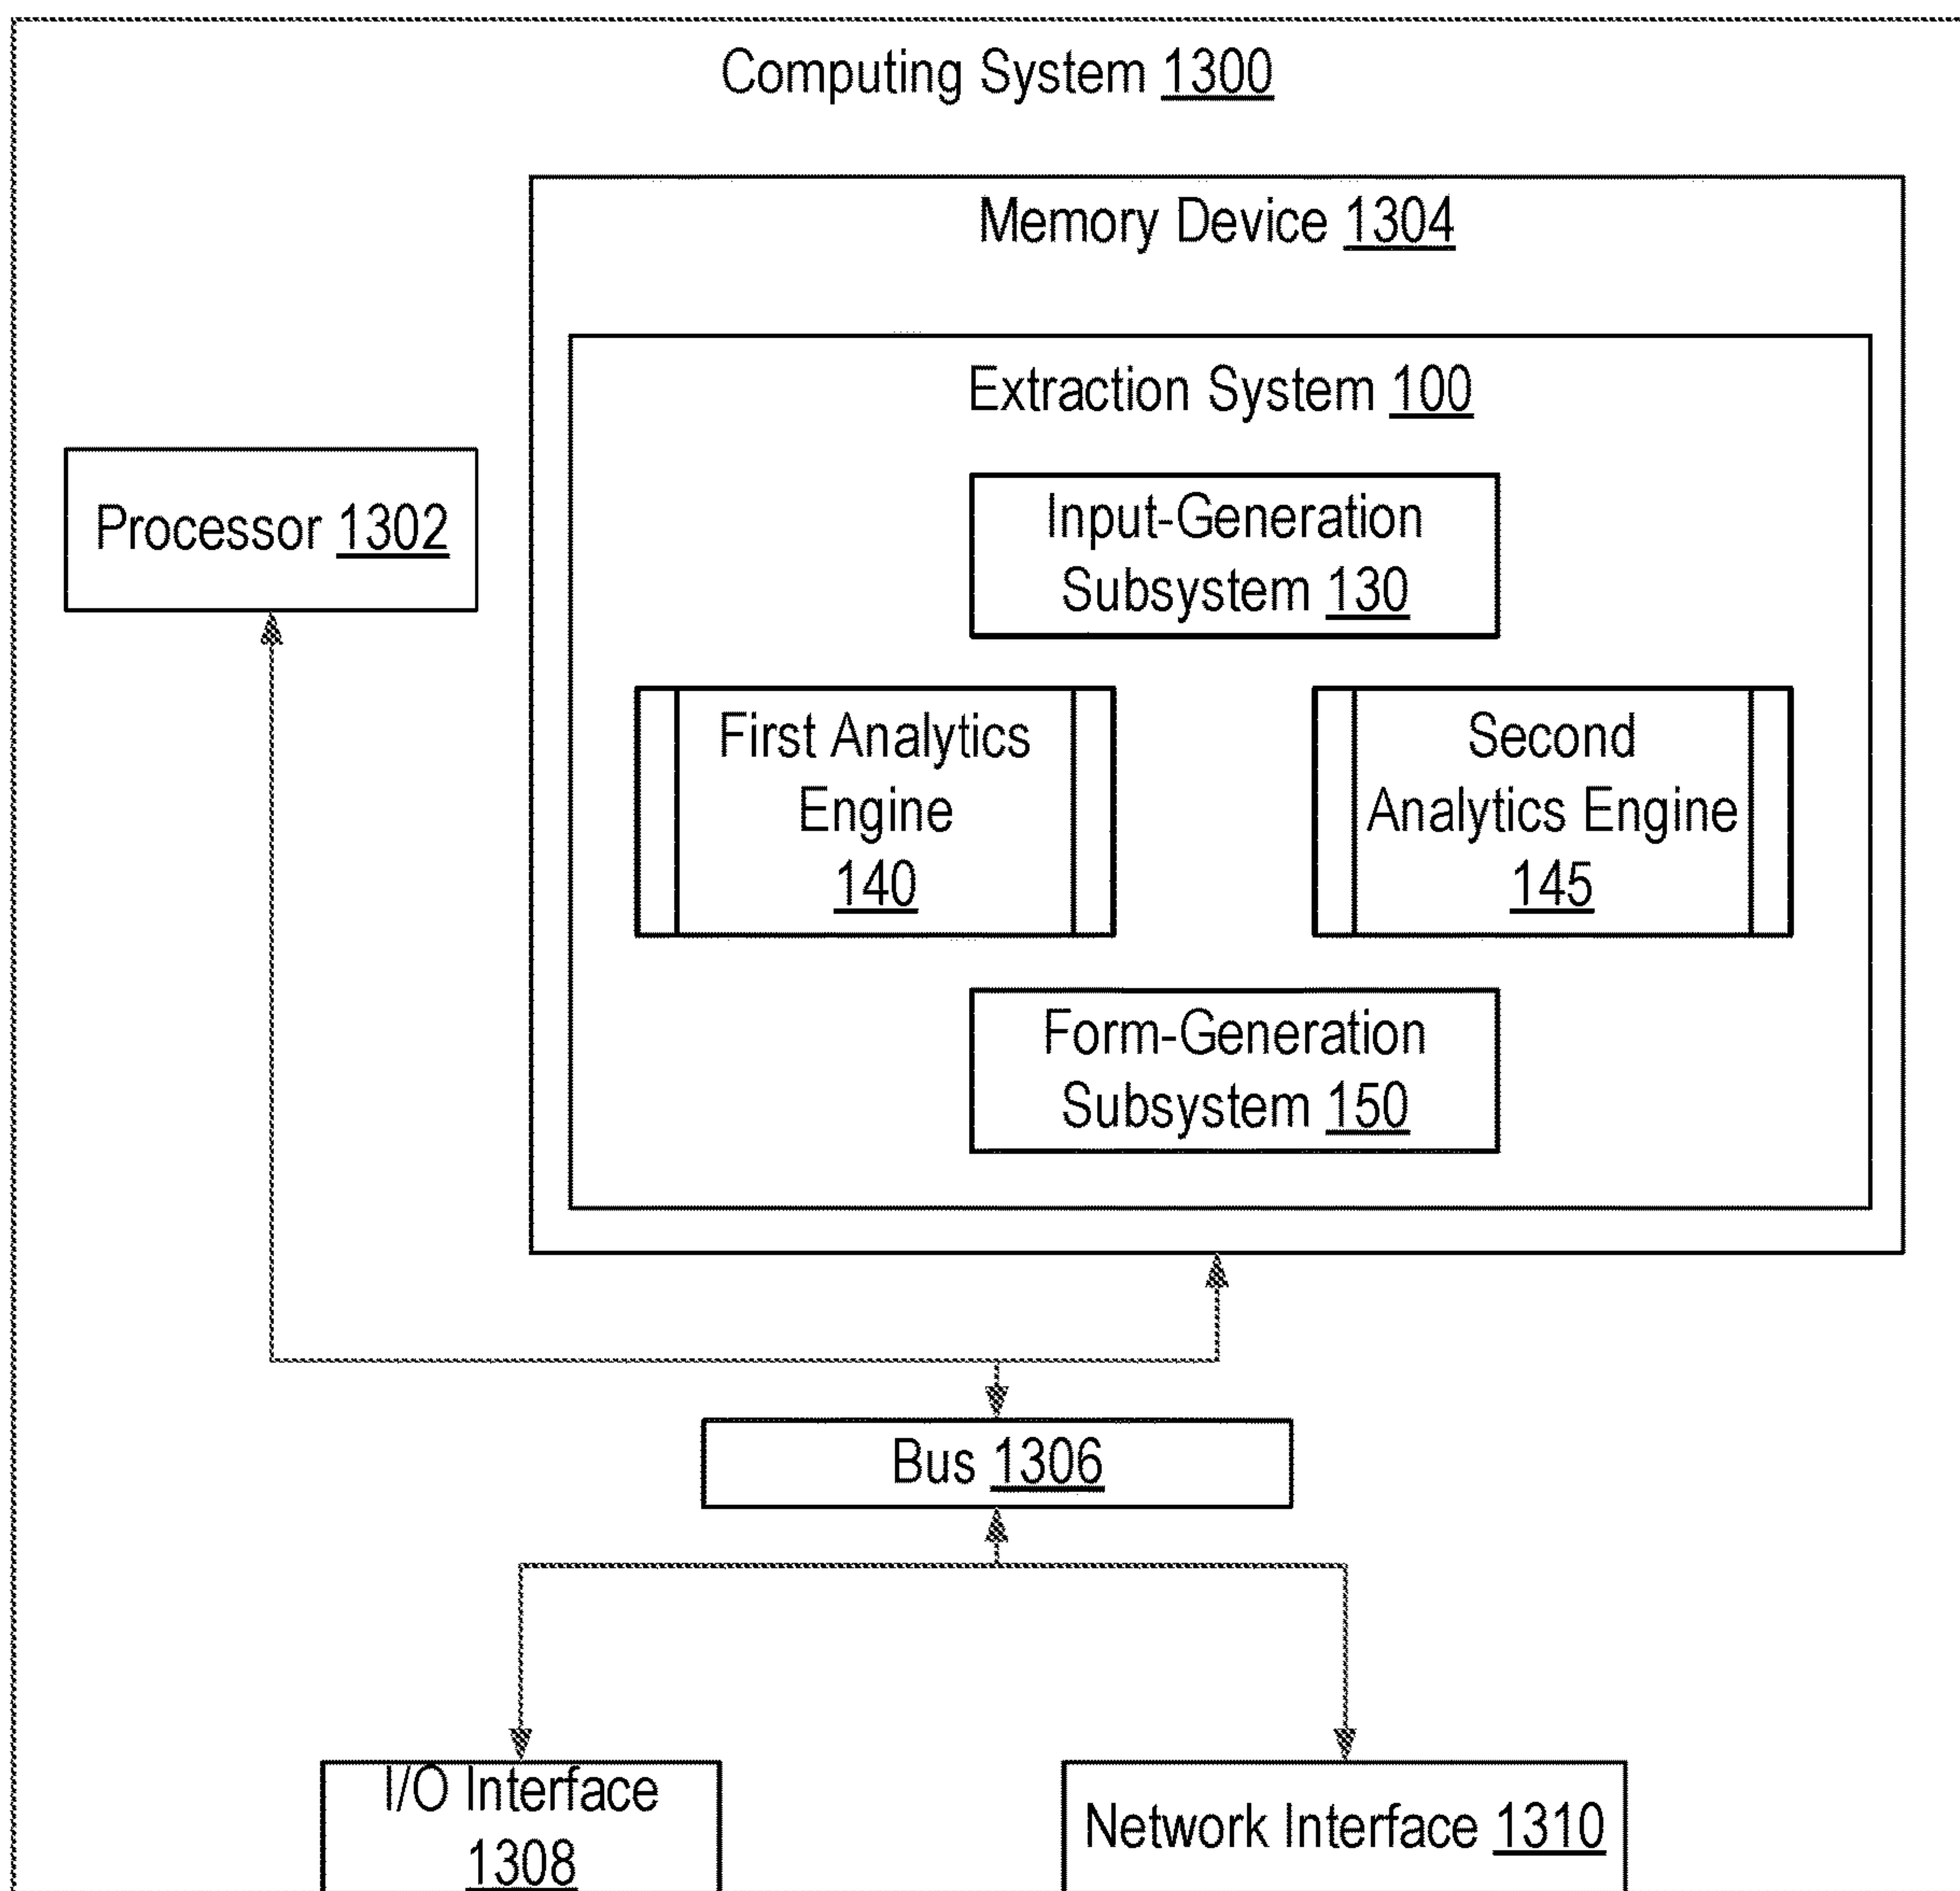 Computing System 1300
Memory Device 1304
Extraction System 100
Processor 1302
Input-Generation
Subsystem 130
First Analytics
Engine
140
Second
Analytics Engine
145
Form-Generation
Subsystem 150
Bus 1306
I/O Interface
1308
Network Interface 1310